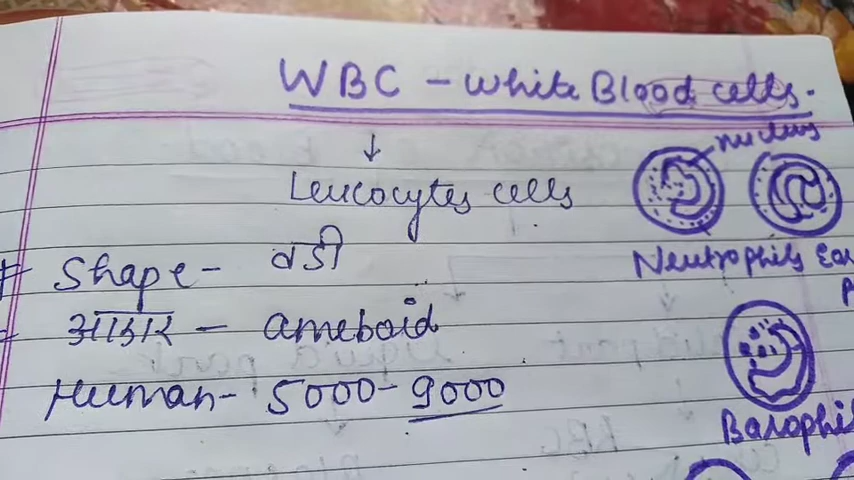 WBC - White Blood cells.
↓
Leucocytes cells
nucleus
Shape - बडी
आकार - ameboid
Human - 5000 - 9000
Neutrophils
Basophil